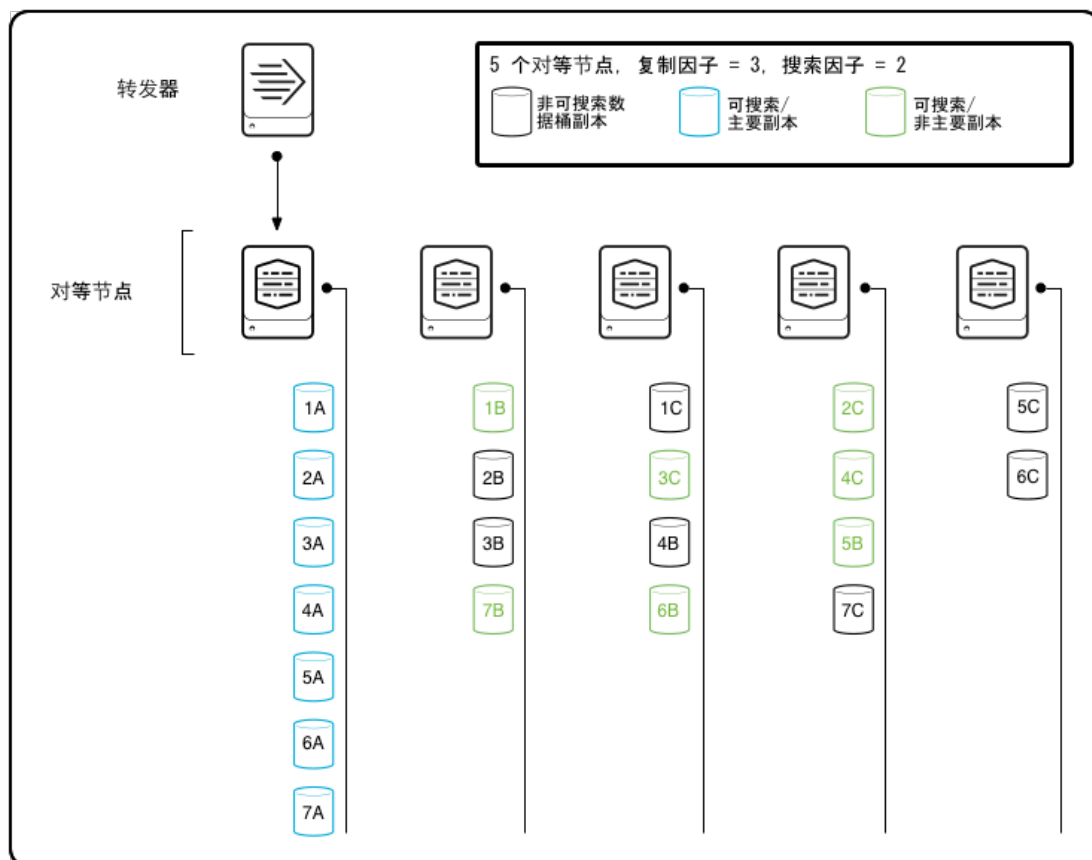 转发器
5 个对等节点, 复制因子 = 3, 搜索因子 = 2
非可搜索数
据桶副本
可搜索/
主要副本
可搜索/
非主要副本
对等节点
1A 1B 1C 2C 5C
2A 2B 3C 4C 6C
3A 3B 4B 5B
4A 7B 6B 7C
5A
6A
7A